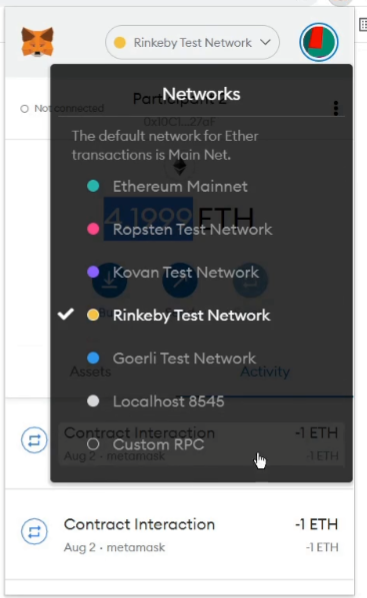 Rinkeby Test Network
Networks
Not connected
Participant 2
The default network for Ether
transactions is Main Net.
Ethereum Mainnet
4.1999 ETH
Ropsten Test Network
Kovan Test Network
Rinkeby Test Network
Goerli Test Network
Assets
Activity
Localhost 8545
Contract Interaction
-1 ETH
Custom RPC
Aug 2 · metamask
-1 ETH
Contract Interaction
-1 ETH
Aug 2 · metamask
-1 ETH